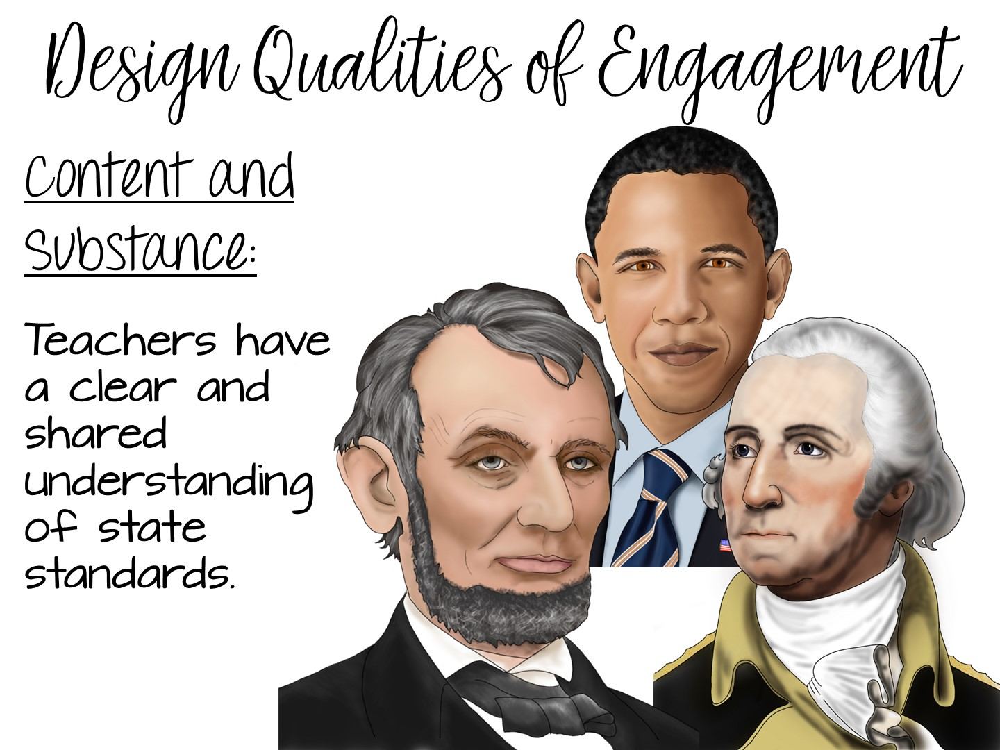 Design Qualities of Engagement
Content and
Substance:
Teachers have
a clear and
shared
understanding
of state
standards.